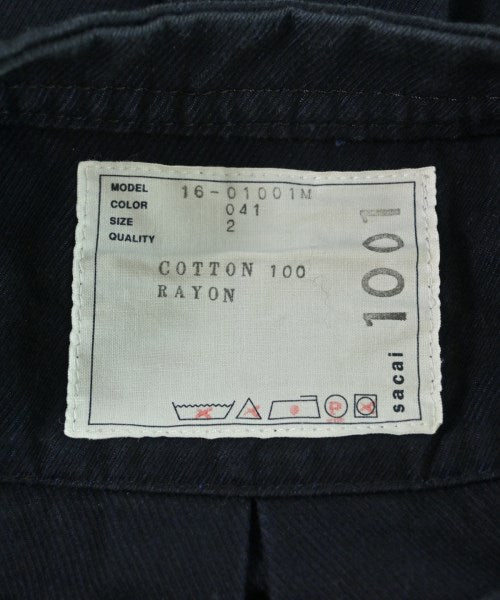 MODEL 16-01001M
COLOR 041
SIZE 2
QUALITY
COTTON 100
RAYON
P
sacai 1001